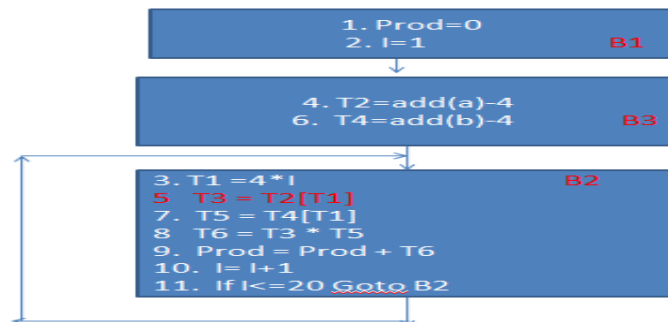 1. Prod=0
2. I=1 B1
4. T2=add(a)-4
6. T4=add(b)-4 B3
3. T1 =4*I B2
5 T3 = T2[T1]
7. T5 = T4[T1]
8 T6 = T3 * T5
9. Prod = Prod + T6
10. I= I+1
11. If I<=20 Goto B2